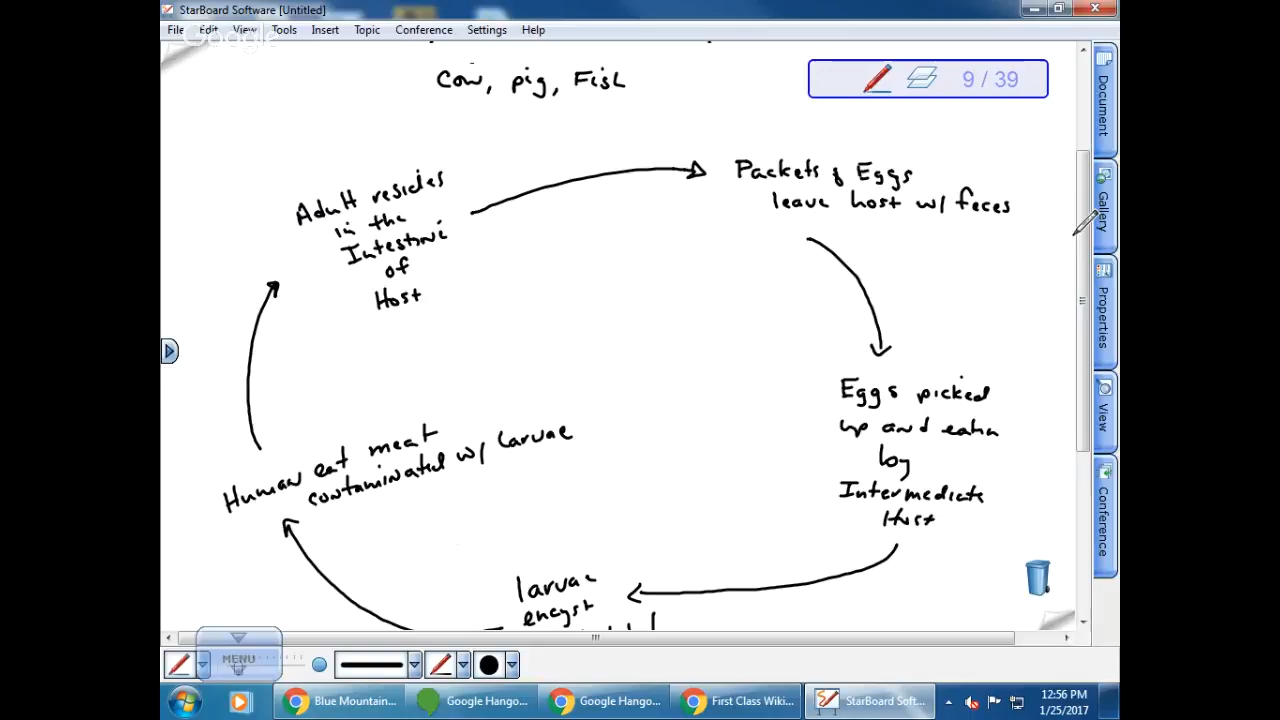 StarBoard Software [Untitled]
File Edit View Tools Insert Topic Conference Settings Help
Google
Cow, pig, Fish
9 / 39
Document
Gallery
Properties
View
Conference
Adult resides
in the
Intestine
of
Host
Packets of Eggs
leave host w/ feces
Eggs picked
up and eaten
by
Intermediate
Host
larvae
encyst
Human eat meat
contaminated w/ larvae
MENU
Blue Mountain...
Google Hango...
Google Hango...
First Class Wiki...
StarBoard Soft...
12:56 PM
1/25/2017